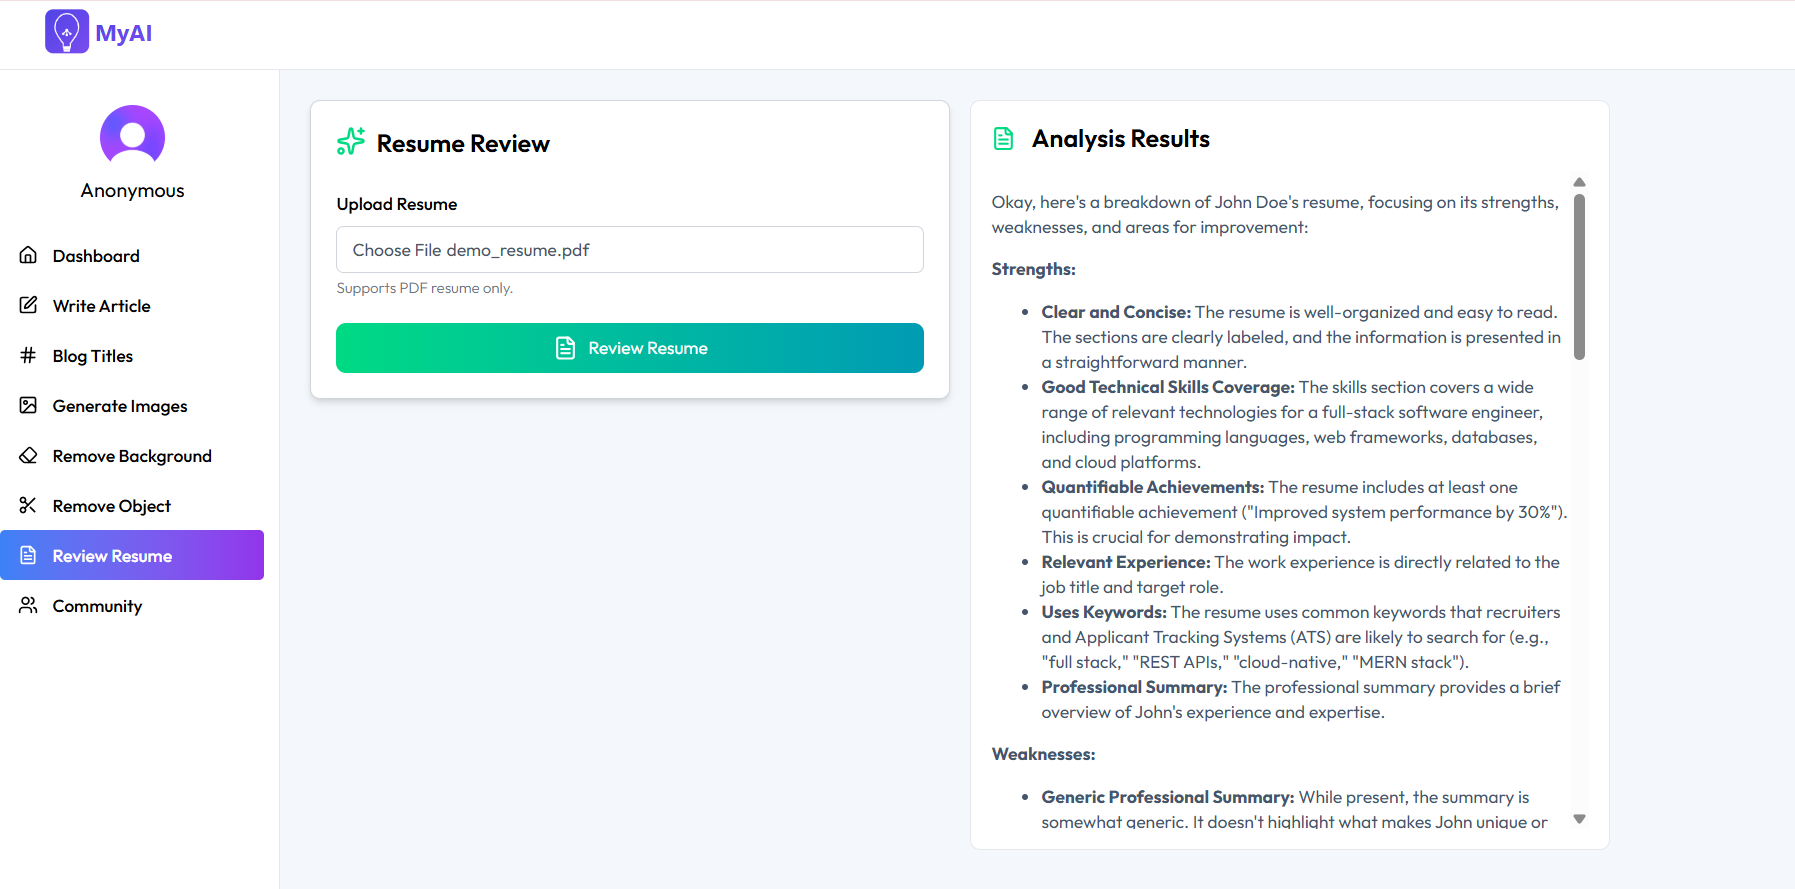 MyAI
Anonymous
Dashboard
Write Article
Blog Titles
Generate Images
Remove Background
Remove Object
Review Resume
Community
Resume Review
Upload Resume
Choose File demo_resume.pdf
Supports PDF resume only.
Review Resume
Analysis Results
Okay, here's a breakdown of John Doe's resume, focusing on its strengths,
weaknesses, and areas for improvement:
Strengths:
• Clear and Concise: The resume is well-organized and easy to read.
The sections are clearly labeled, and the information is presented in
a straightforward manner.
• Good Technical Skills Coverage: The skills section covers a wide
range of relevant technologies for a full-stack software engineer,
including programming languages, web frameworks, databases,
and cloud platforms.
• Quantifiable Achievements: The resume includes at least one
quantifiable achievement ("Improved system performance by 30%").
This is crucial for demonstrating impact.
• Relevant Experience: The work experience is directly related to the
job title and target role.
• Uses Keywords: The resume uses common keywords that recruiters
and Applicant Tracking Systems (ATS) are likely to search for (e.g.,
"full stack," "REST APIs," "cloud-native," "MERN stack").
• Professional Summary: The professional summary provides a brief
overview of John's experience and expertise.
Weaknesses:
• Generic Professional Summary: While present, the summary is
somewhat generic. It doesn't highlight what makes John unique or